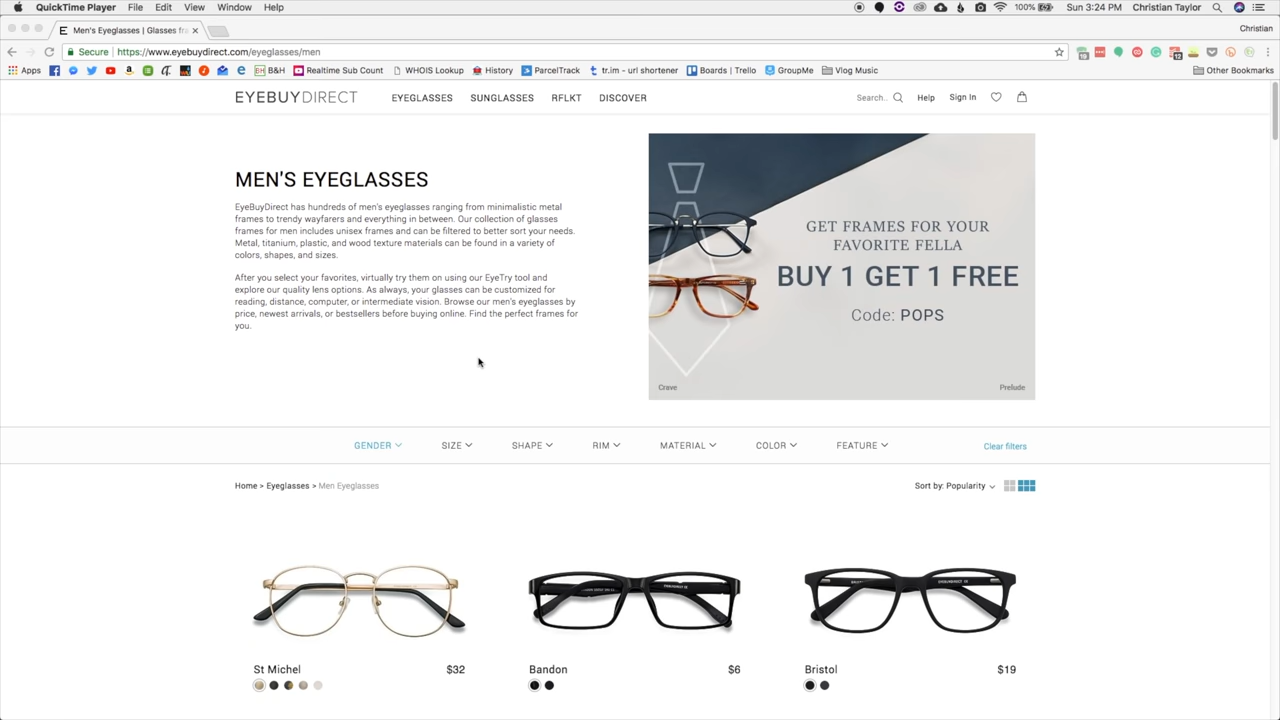 QuickTime Player File Edit View Window Help 100% Sun 3:24 PM Christian Taylor
Men's Eyeglasses | Glasses fra
Christian
Secure https://www.eyebuydirect.com/eyeglasses/men
Apps B&H Realtime Sub Count WHOIS Lookup History ParcelTrack tr.im - url shortener Boards | Trello GroupMe Vlog Music Other Bookmarks
EYEBUYDIRECT EYEGLASSES SUNGLASSES RFLKT DISCOVER Search.. Help Sign In
MEN'S EYEGLASSES
EyeBuyDirect has hundreds of men's eyeglasses ranging from minimalistic metal
frames to trendy wayfarers and everything in between. Our collection of glasses
frames for men includes unisex frames and can be filtered to better sort your needs.
Metal, titanium, plastic, and wood texture materials can be found in a variety of
colors, shapes, and sizes.
After you select your favorites, virtually try them on using our EyeTry tool and
explore our quality lens options. As always, your glasses can be customized for
reading, distance, computer, or intermediate vision. Browse our men's eyeglasses by
price, newest arrivals, or bestsellers before buying online. Find the perfect frames for
you.
GET FRAMES FOR YOUR
FAVORITE FELLA
BUY 1 GET 1 FREE
Code: POPS
Crave Prelude
GENDER SIZE SHAPE RIM MATERIAL COLOR FEATURE Clear filters
Home > Eyeglasses > Men Eyeglasses Sort by: Popularity
St Michel $32 Bandon $6 Bristol $19